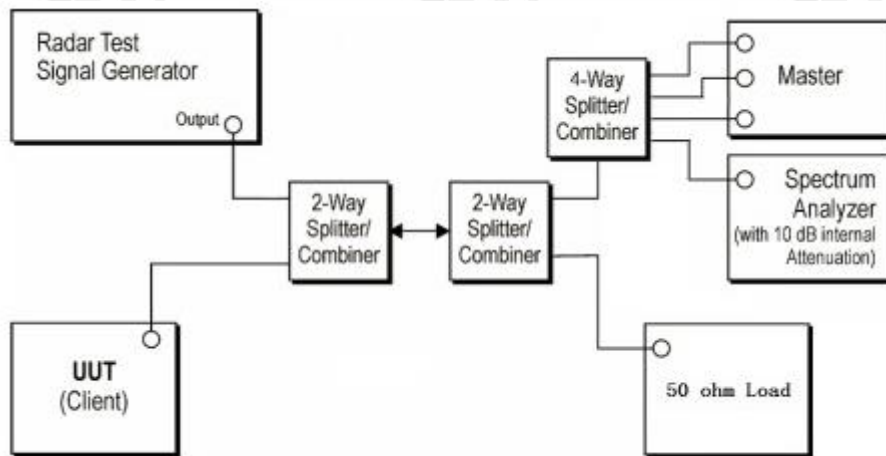 Radar Test
Signal Generator
Output
4-Way
Splitter/
Combiner
Master
Spectrum
Analyzer
(with 10 dB internal
Attenuation)
2-Way
Splitter/
Combiner
2-Way
Splitter/
Combiner
UUT
(Client)
50 ohm Load